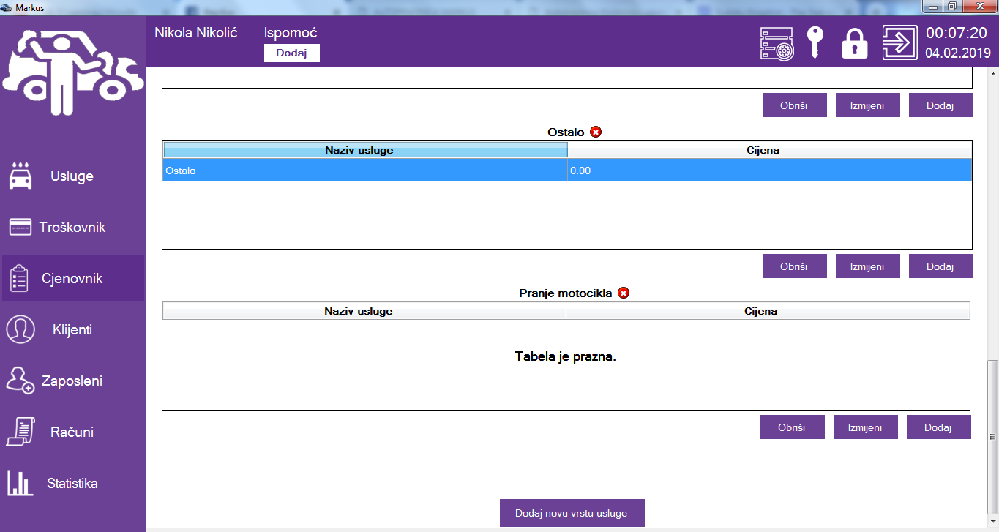 Markus
Nikola Nikolić
Ispomoć
Dodaj
00:07:20
04.02.2019
Usluge
Troškovnik
Cjenovnik
Klijenti
Zaposleni
Računi
Statistika
Obriši Izmijeni Dodaj
Ostalo
Naziv usluge Cijena
Ostalo 0.00
Obriši Izmijeni Dodaj
Pranje motocikla
Naziv usluge Cijena
Tabela je prazna.
Obriši Izmijeni Dodaj
Dodaj novu vrstu usluge